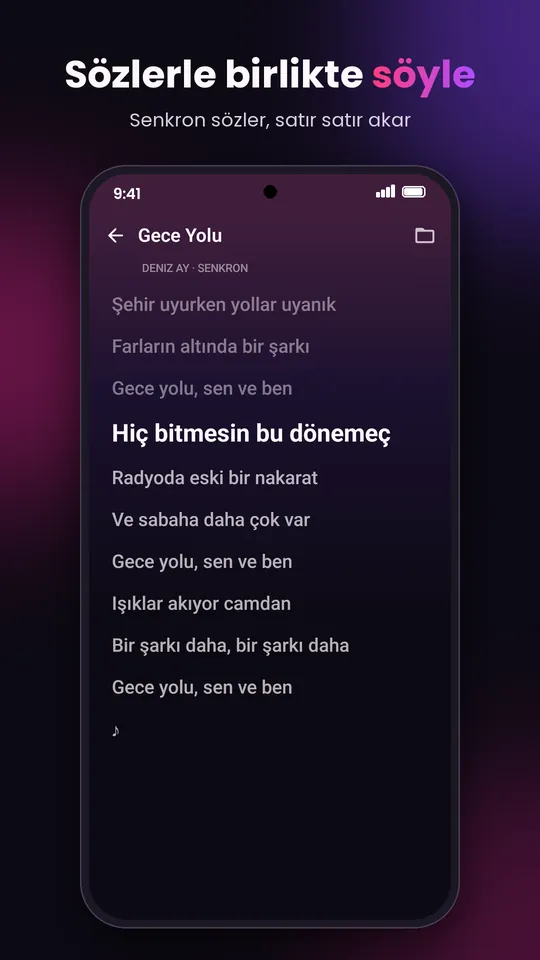 Sözlerle birlikte söyle
Senkron sözler, satır satır akar
9:41
Gece Yolu
DENIZ AY · SENKRON
Şehir uyurken yollar uyanık
Farların altında bir şarkı
Gece yolu, sen ve ben
Hiç bitmesin bu dönemeç
Radyoda eski bir nakarat
Ve sabaha daha çok var
Gece yolu, sen ve ben
Işıklar akıyor camdan
Bir şarkı daha, bir şarkı daha
Gece yolu, sen ve ben
♪